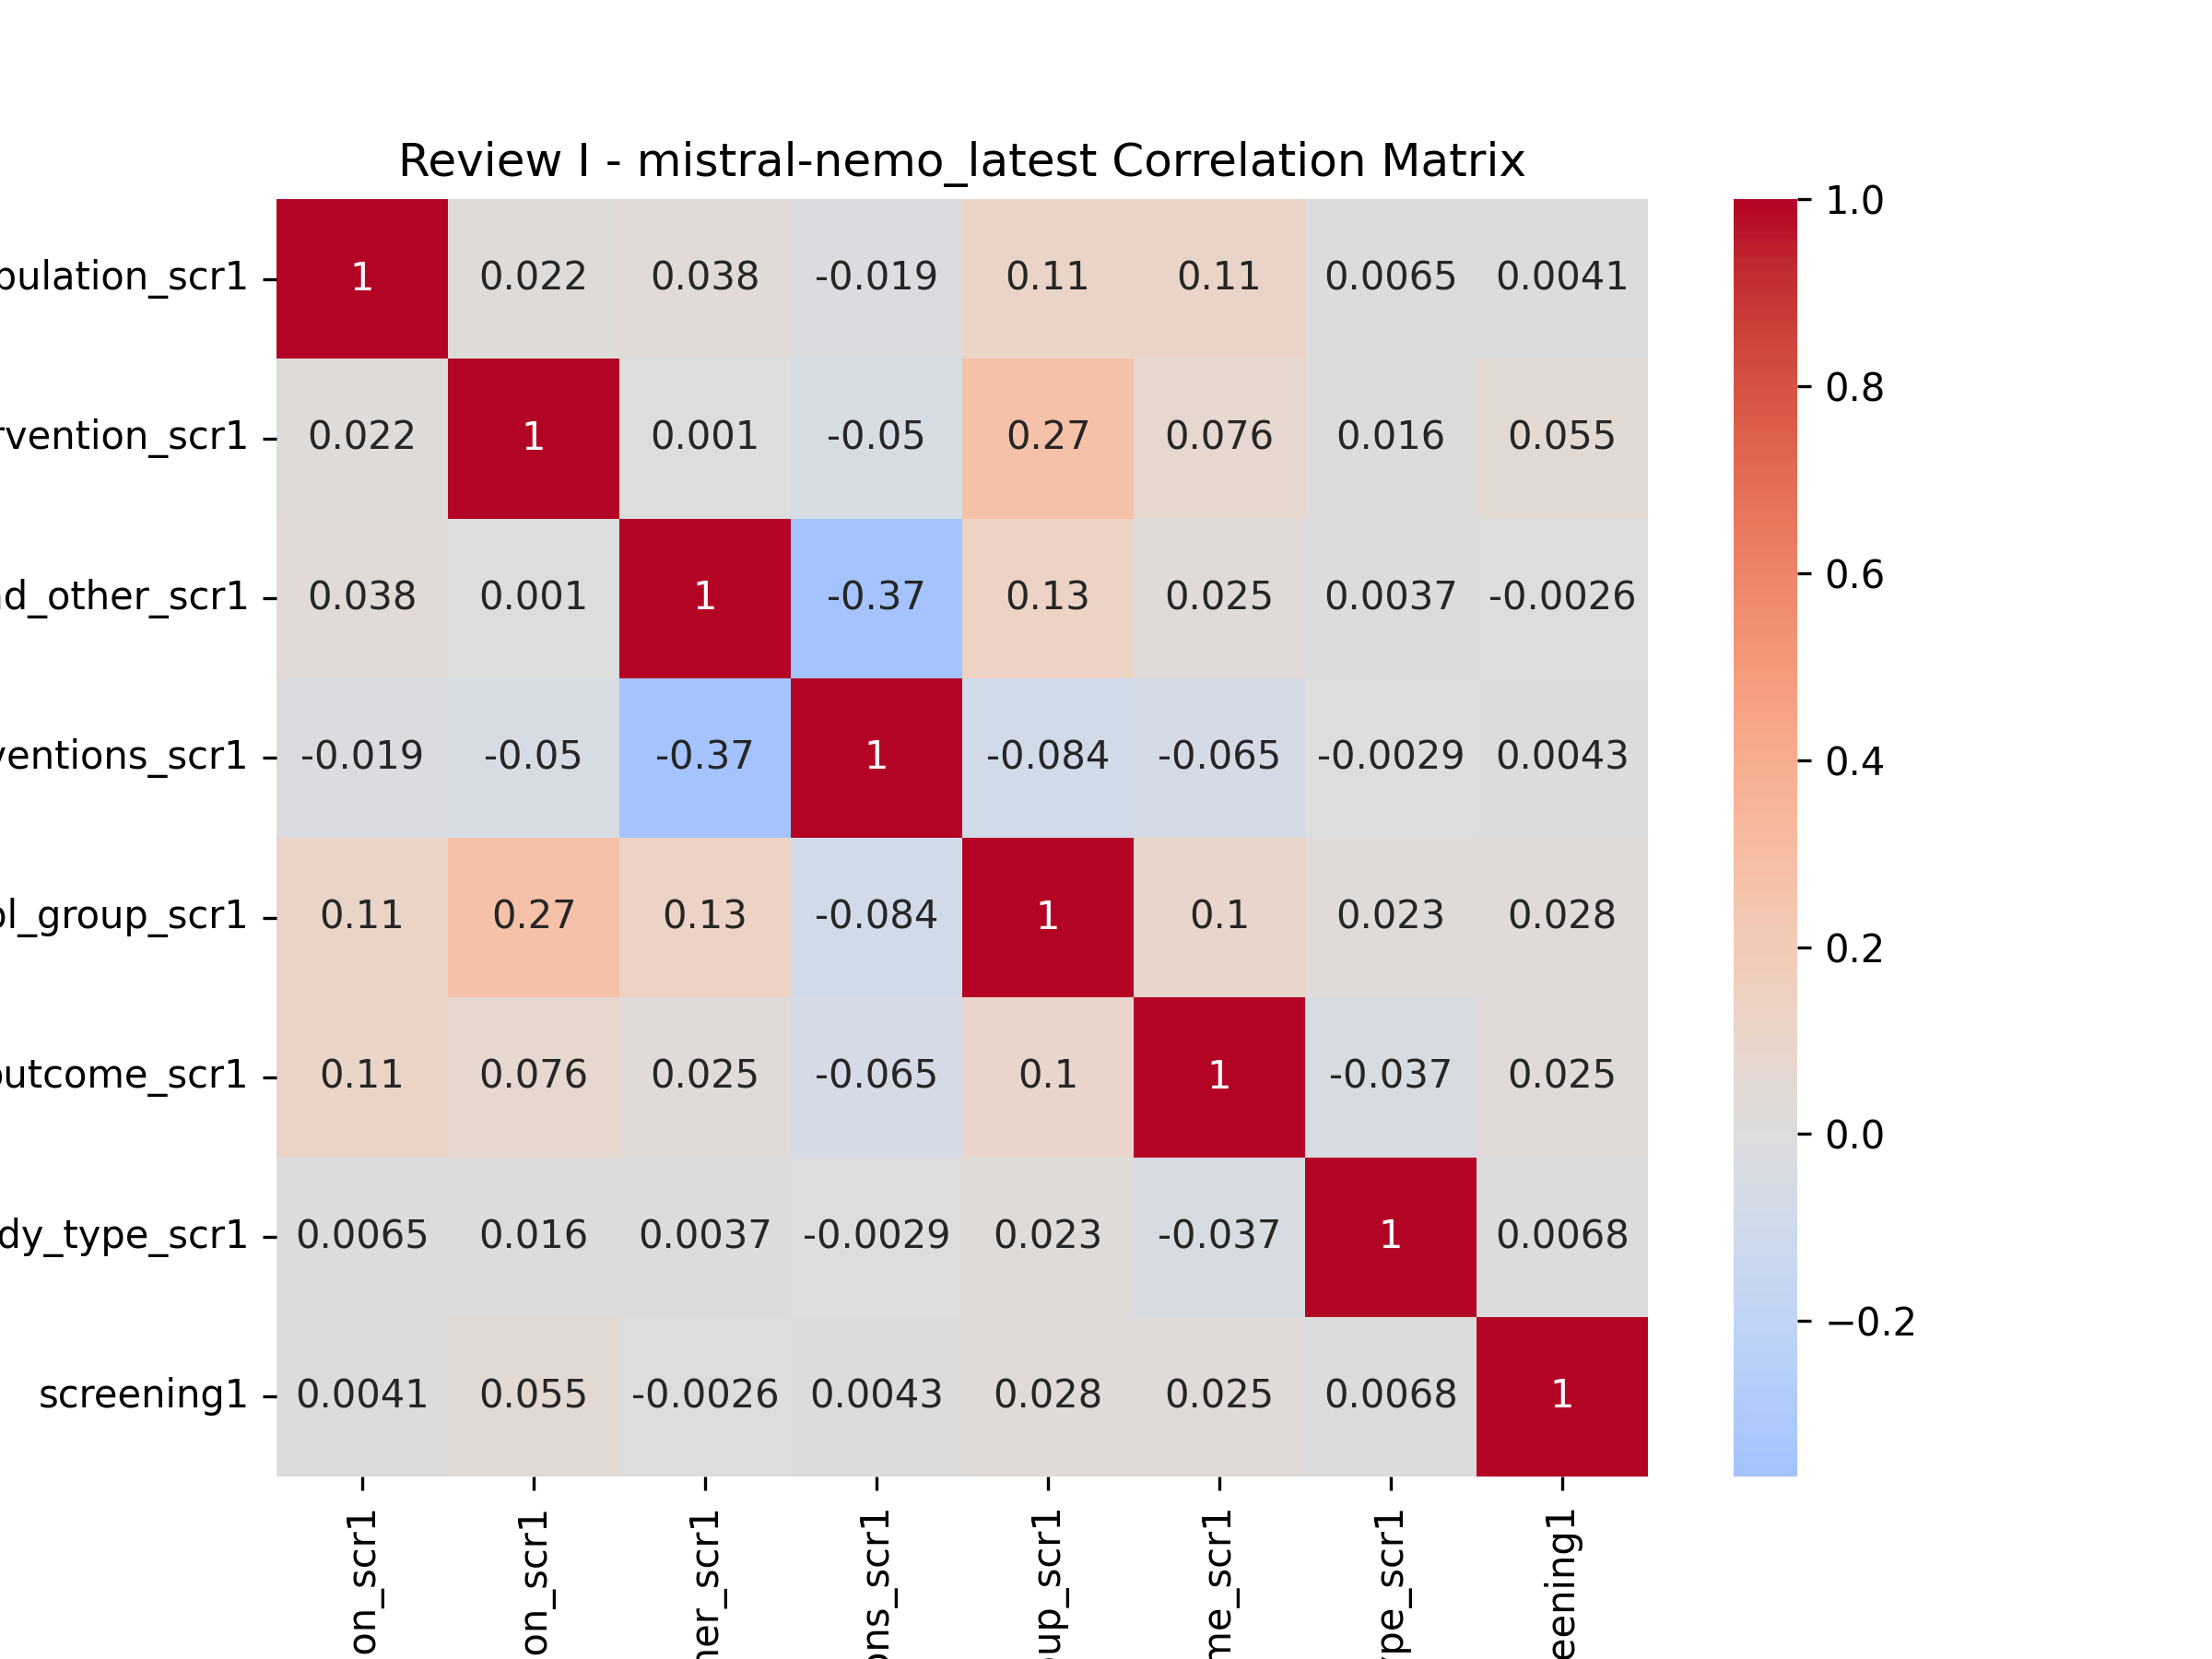 Review I - mistral-nemo_latest Correlation Matrix
pulation_scr1 1 0.022 0.038 -0.019 0.11 0.11 0.0065 0.0041
rvention_scr1 0.022 1 0.001 -0.05 0.27 0.076 0.016 0.055
d_other_scr1 0.038 0.001 1 -0.37 0.13 0.025 0.0037 -0.0026
ventions_scr1 -0.019 -0.05 -0.37 1 -0.084 -0.065 -0.0029 0.0043
ol_group_scr1 0.11 0.27 0.13 -0.084 1 0.1 0.023 0.028
outcome_scr1 0.11 0.076 0.025 -0.065 0.1 1 -0.037 0.025
dy_type_scr1 0.0065 0.016 0.0037 -0.0029 0.023 -0.037 1 0.0068
screening1 0.0041 0.055 -0.0026 0.0043 0.028 0.025 0.0068 1
on_scr1
on_scr1
her_scr1
ons_scr1
oup_scr1
me_scr1
ype_scr1
eening1
1.0
0.8
0.6
0.4
0.2
0.0
−0.2